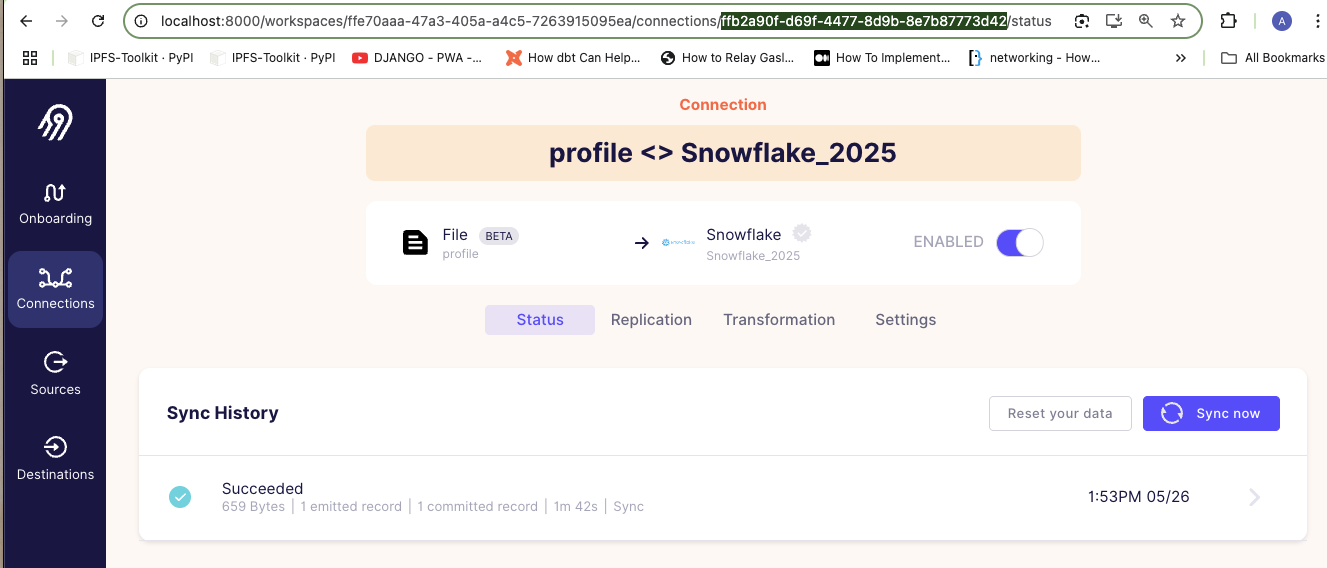 localhost:8000/workspaces/ffe70aaa-47a3-405a-a4c5-7263915095ea/connections/ffb2a90f-d69f-4477-8d9b-8e7b87773d42/status
A
IPFS-Toolkit · PyPI
IPFS-Toolkit · PyPI
DJANGO - PWA -...
How dbt Can Help...
How to Relay Gasl...
How To Implement...
networking - How...
»
All Bookmarks
Onboarding
Connections
Sources
Destinations
Connection
profile <> Snowflake_2025
File BETA
profile
Snowflake
Snowflake_2025
ENABLED
Status Replication Transformation Settings
Sync History
Reset your data
Sync now
Succeeded
659 Bytes | 1 emitted record | 1 committed record | 1m 42s | Sync
1:53PM 05/26